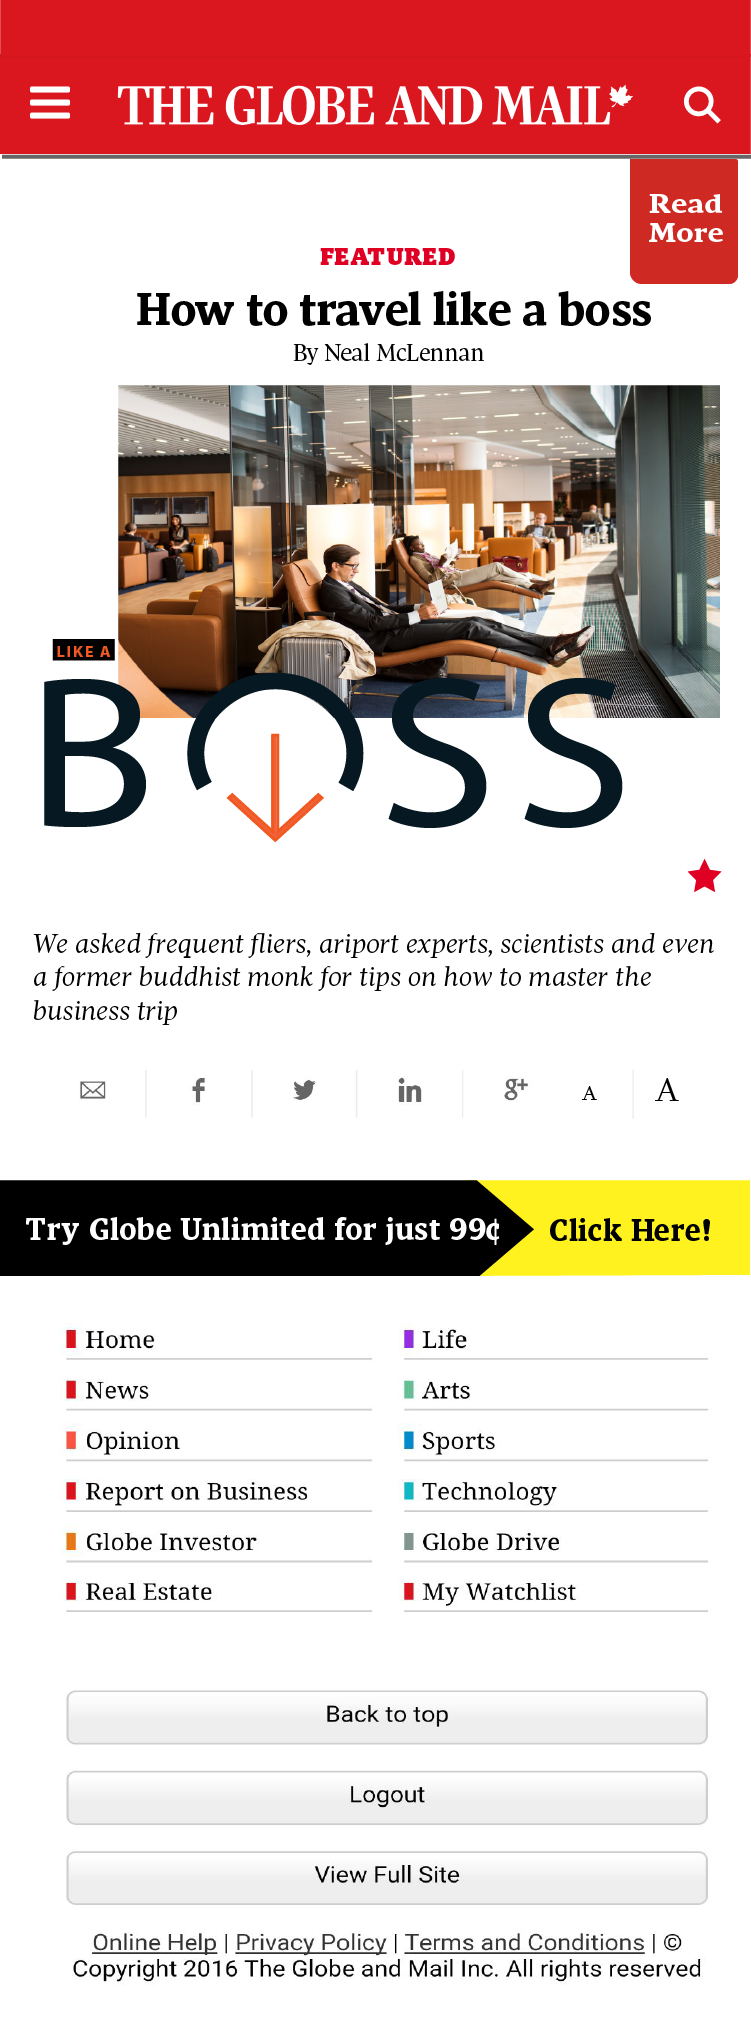 THE GLOBE AND MAIL
Read
More
FEATURED
How to travel like a boss
By Neal McLennan
LIKE A
BOSS
We asked frequent fliers, ariport experts, scientists and even
a former buddhist monk for tips on how to master the
business trip
f
in
g+
A
A
Try Globe Unlimited for just 99¢
Click Here!
Home
Life
News
Arts
Opinion
Sports
Report on Business
Technology
Globe Investor
Globe Drive
Real Estate
My Watchlist
Back to top
Logout
View Full Site
Online Help | Privacy Policy | Terms and Conditions | ©
Copyright 2016 The Globe and Mail Inc. All rights reserved